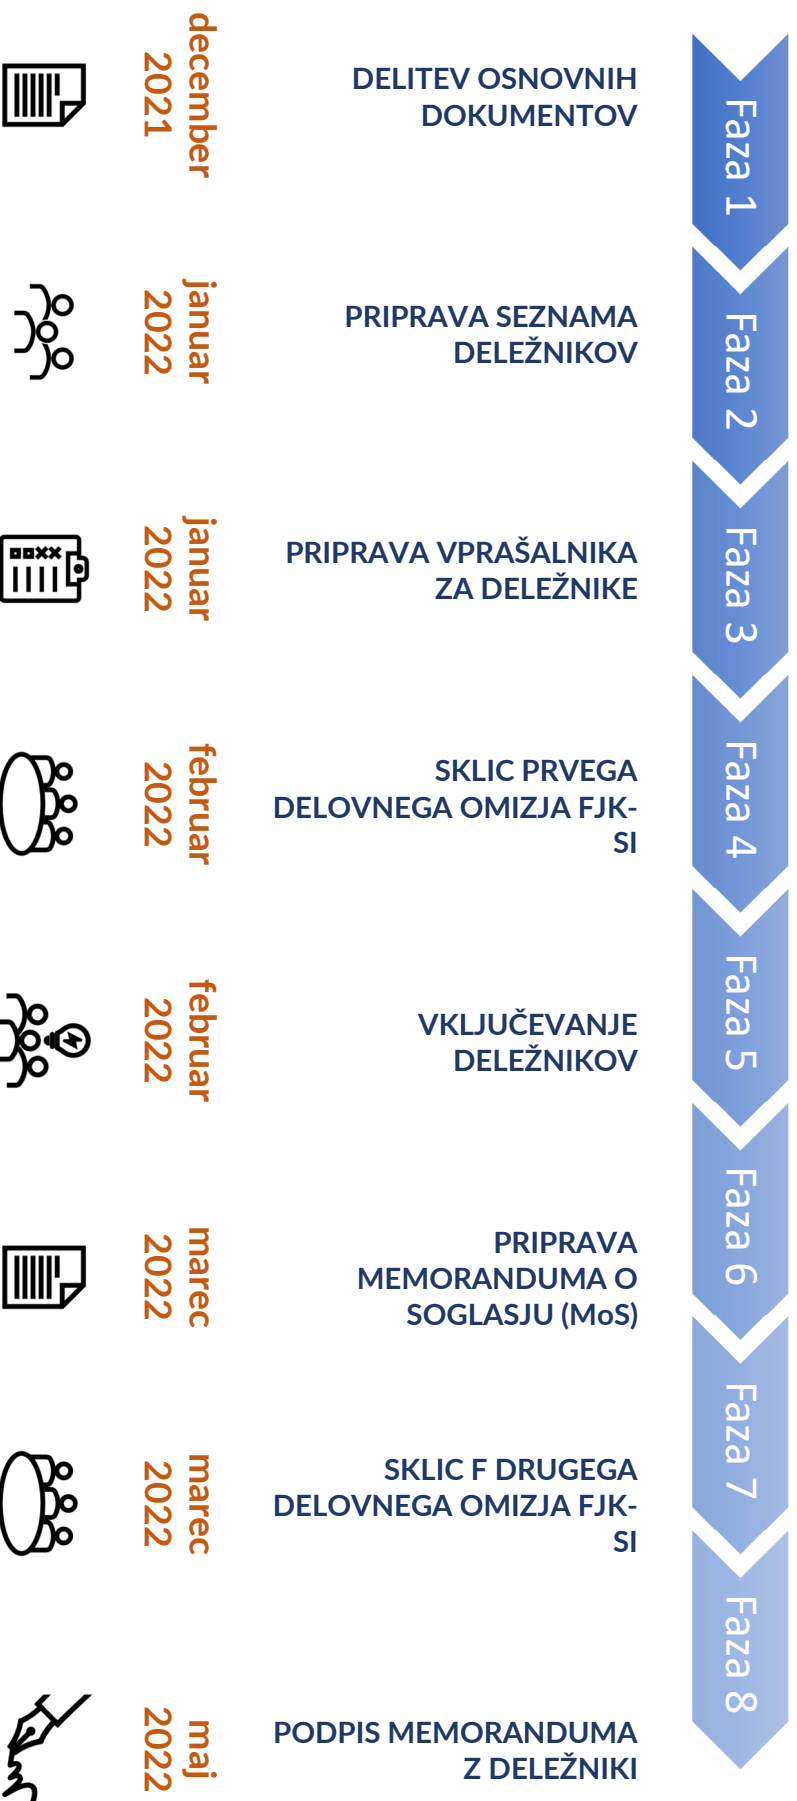 Faza 1
DELITEV OSNOVNIH
DOKUMENTOV
december
2021
Faza 2
PRIPRAVA SEZNAMA
DELEŽNIKOV
januar
2022
Faza 3
PRIPRAVA VPRAŠALNIKA
ZA DELEŽNIKE
januar
2022
Faza 4
SKLIC PRVEGA
DELOVNEGA OMIZJA FJK-
SI
februar
2022
Faza 5
VKLJUČEVANJE
DELEŽNIKOV
februar
2022
Faza 6
PRIPRAVA
MEMORANDUMA O
SOGLASJU (MoS)
marec
2022
Faza 7
SKLIC F DRUGEGA
DELOVNEGA OMIZJA FJK-
SI
marec
2022
Faza 8
PODPIS MEMORANDUMA
Z DELEŽNIKI
maj
2022